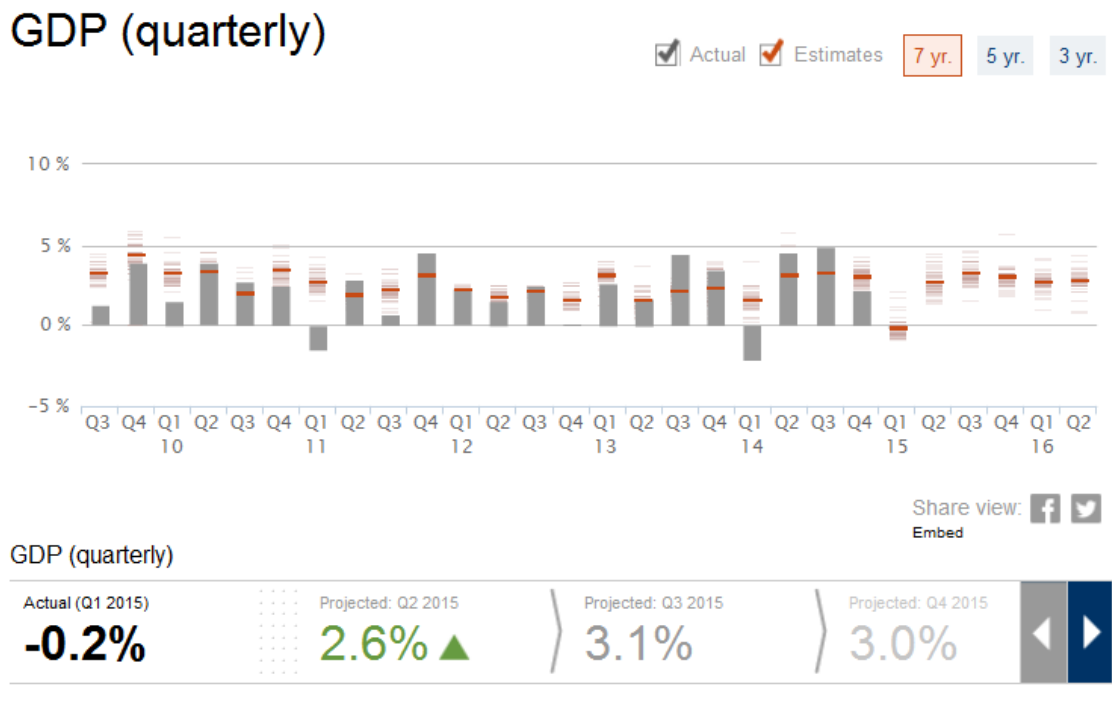 GDP (quarterly)
Actual Estimates 7 yr. 5 yr. 3 yr.
10 %
5 %
0 %
-5 %
Q3 Q4 Q1 Q2 Q3 Q4 Q1 Q2 Q3 Q4 Q1 Q2 Q3 Q4 Q1 Q2 Q3 Q4 Q1 Q2 Q3 Q4 Q1 Q2 Q3 Q4 Q1 Q2
10 11 12 13 14 15 16
Share view:
Embed
GDP (quarterly)
Actual (Q1 2015) Projected: Q2 2015 Projected: Q3 2015 Projected: Q4 2015
-0.2% 2.6% 3.1% 3.0%